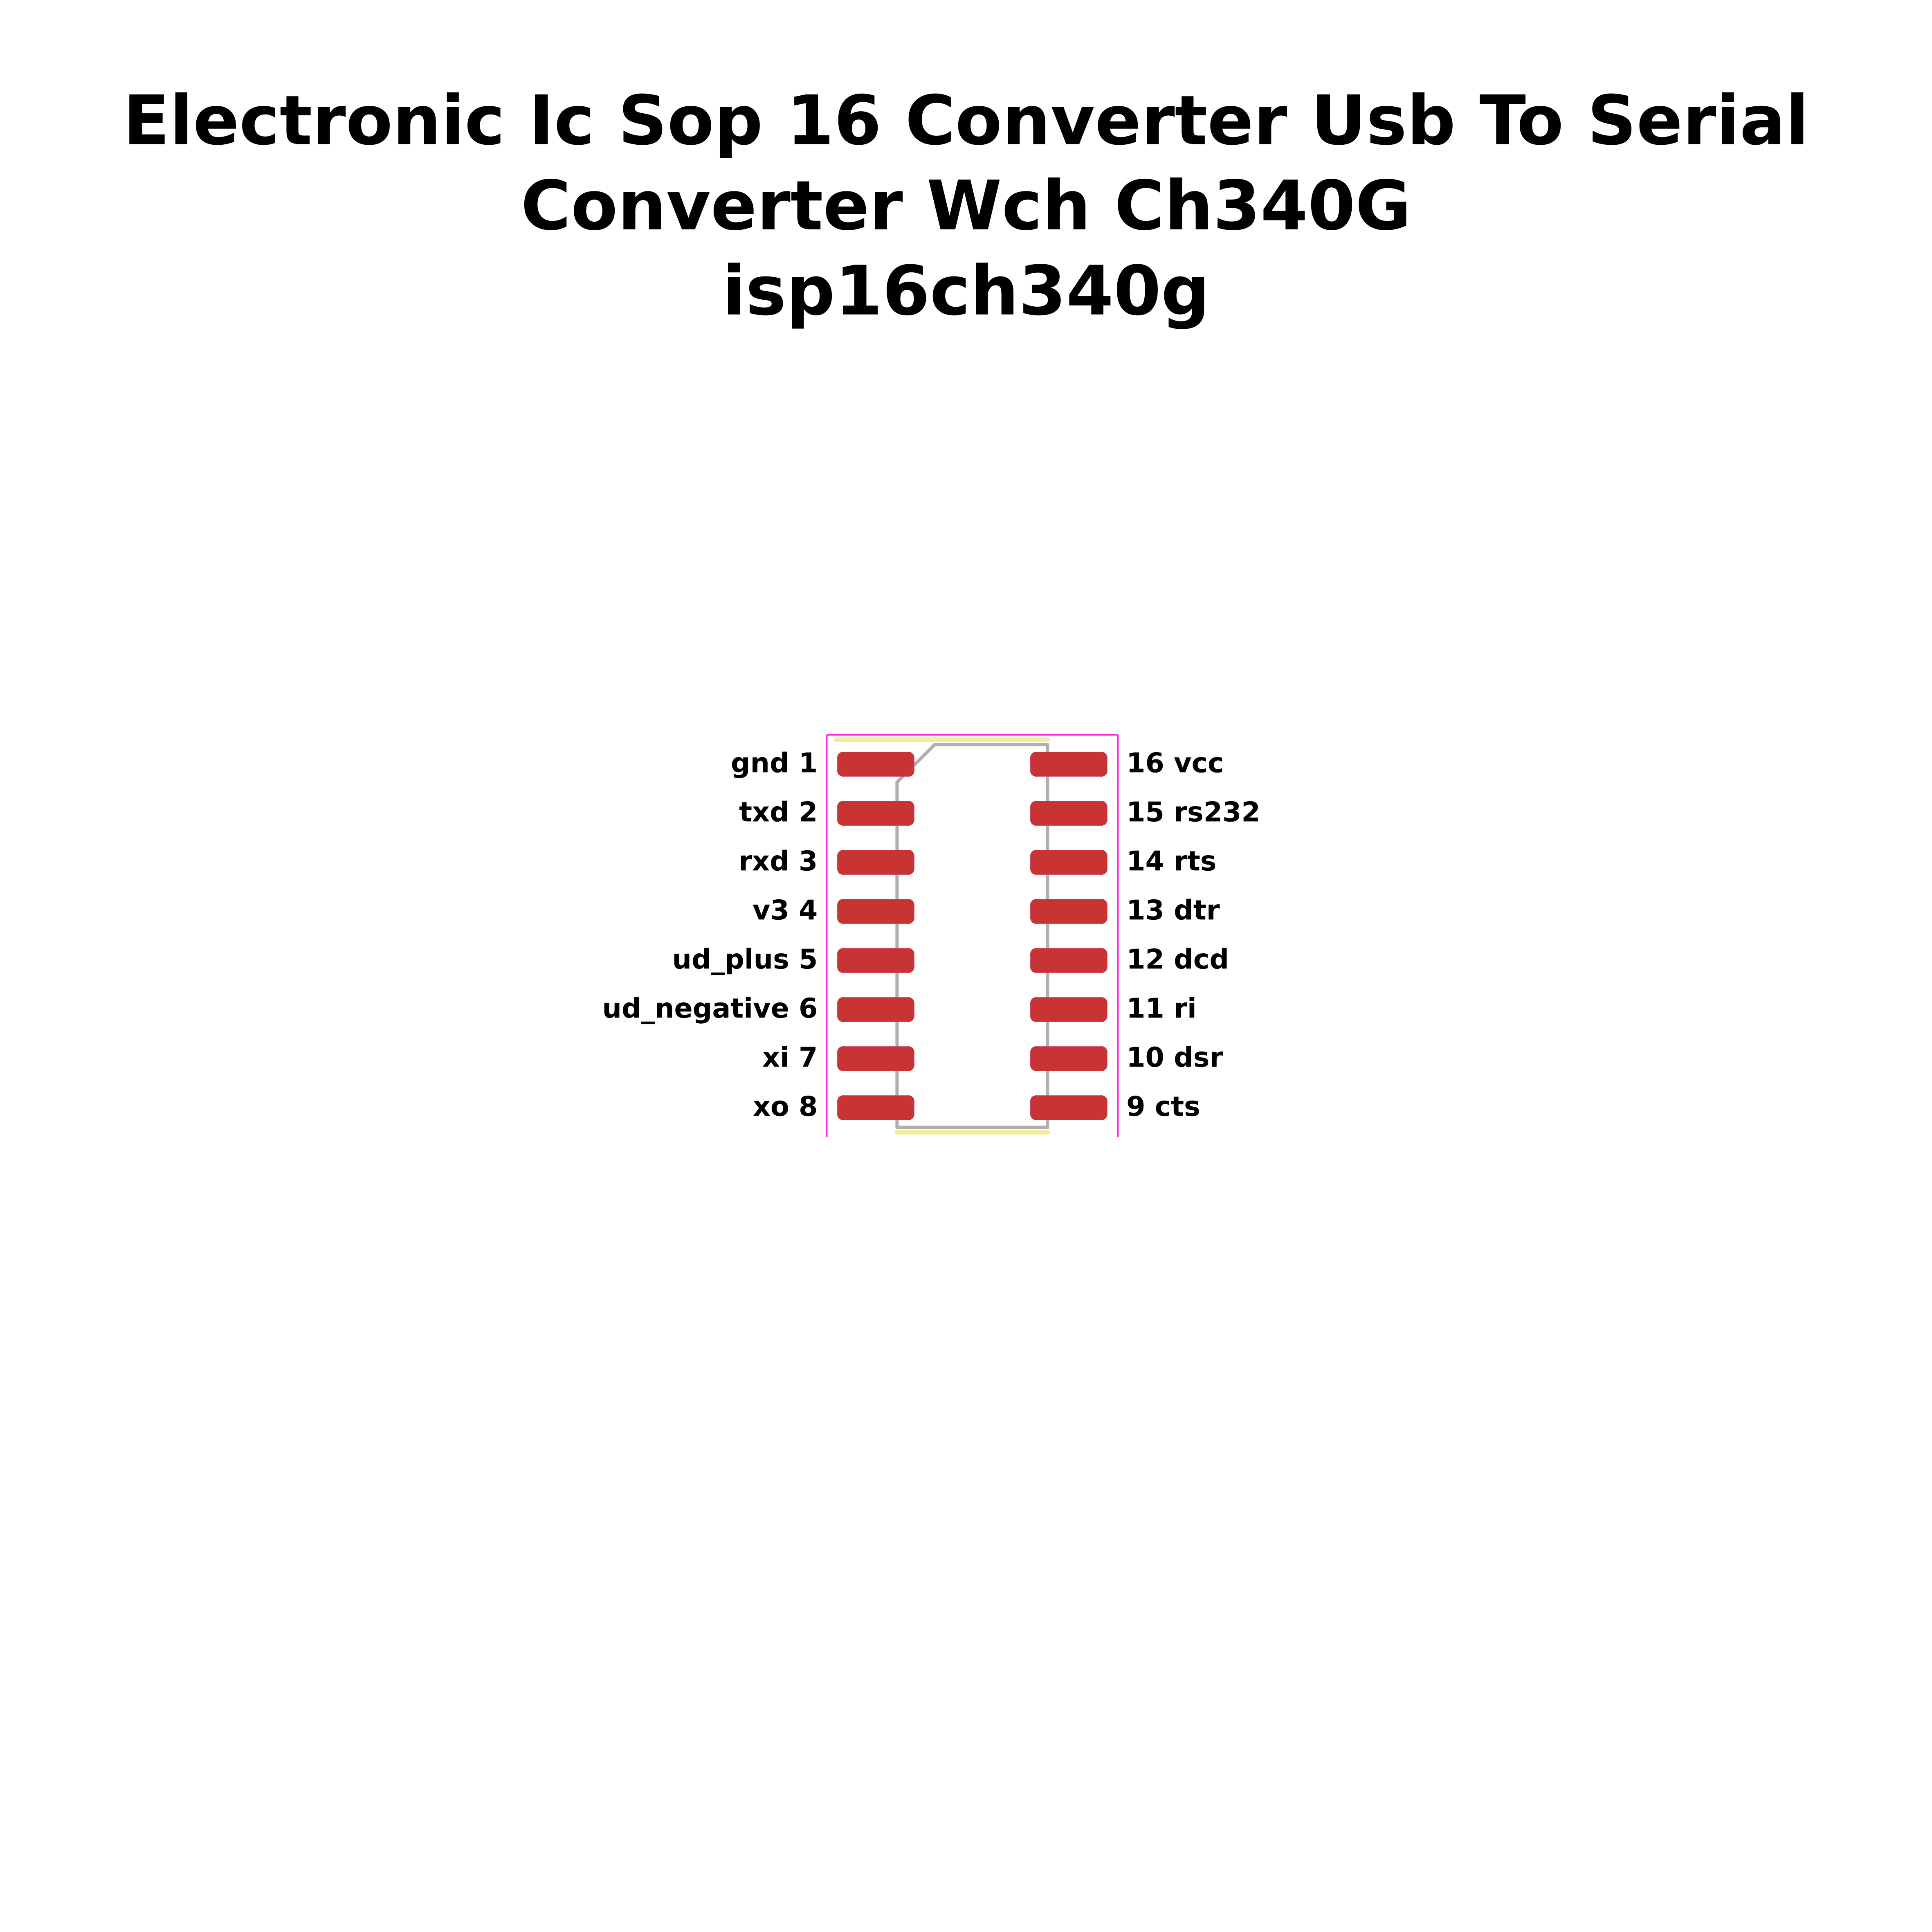 Electronic Ic Sop 16 Converter Usb To Serial
Converter Wch Ch340G
isp16ch340g
gnd 1
txd 2
rxd 3
v3 4
ud_plus 5
ud_negative 6
xi 7
xo 8
16 vcc
15 rs232
14 rts
13 dtr
12 dcd
11 ri
10 dsr
9 cts